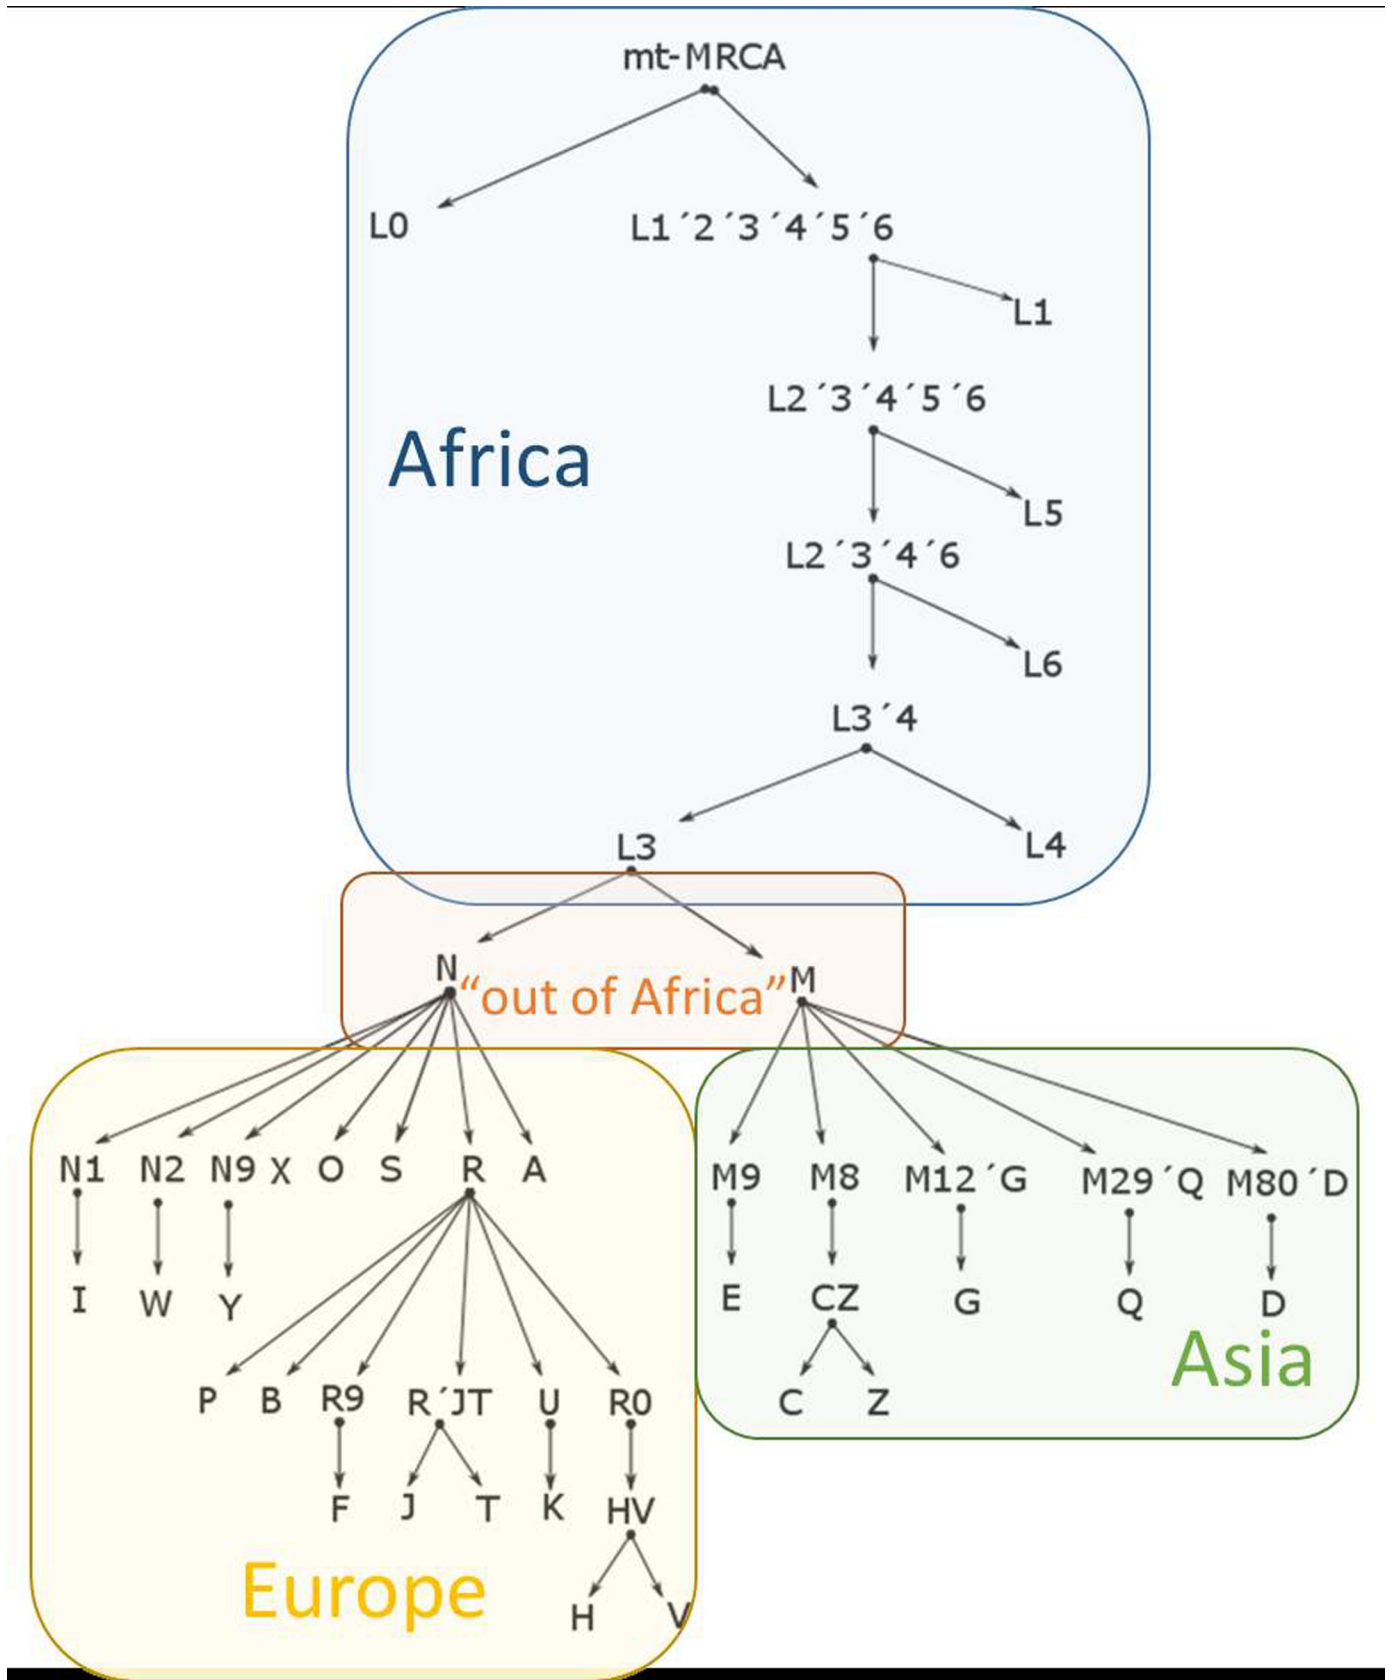 mt-MRCA
L0
L1´2´3´4´5´6
L1
L2´3´4´5´6
Africa
L5
L2´3´4´6
L6
L3´4
L3
L4
N
"out of Africa"
M
N1 N2 N9 X O S R A
M9 M8 M12´G M29´Q M80´D
I W Y
E CZ G Q D
Asia
P B R9 R´JT U R0
C Z
F J T K HV
Europe
H V